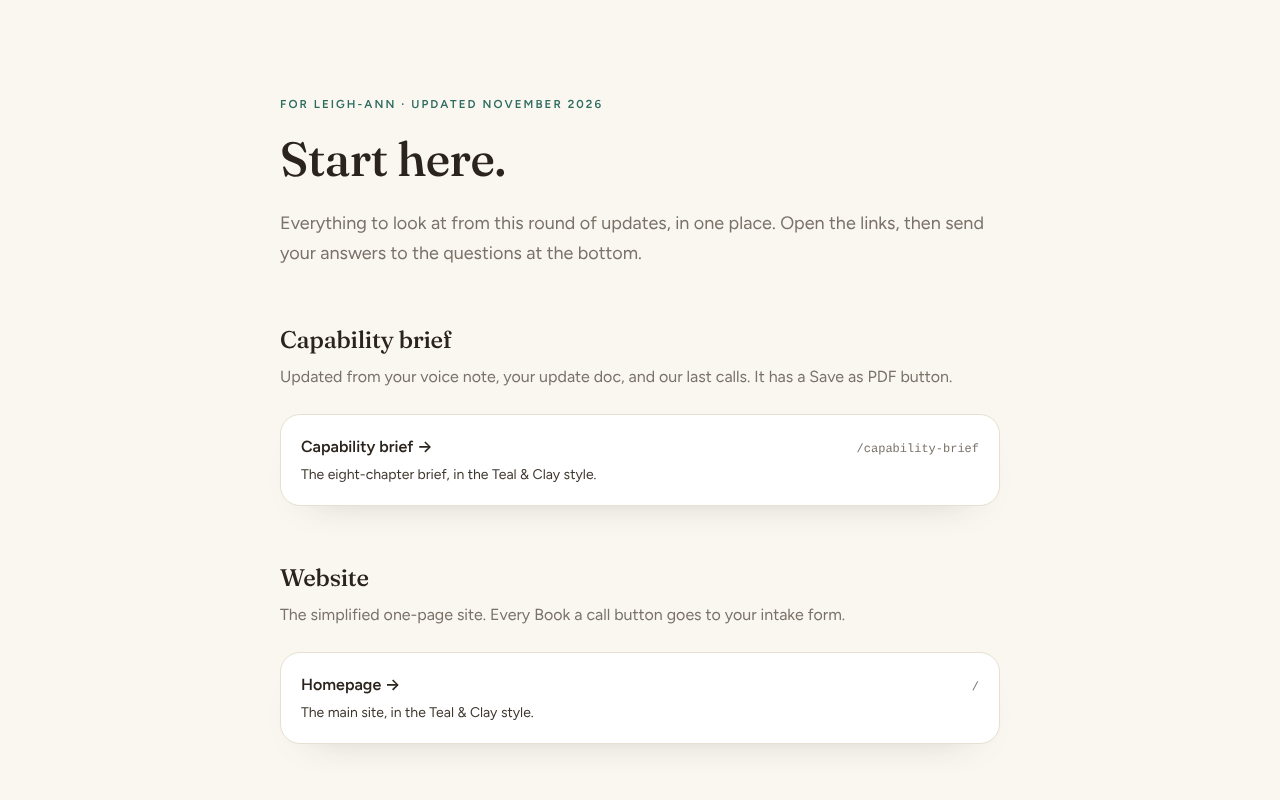 FOR LEIGH-ANN · UPDATED NOVEMBER 2026
Start here.
Everything to look at from this round of updates, in one place. Open the links, then send
your answers to the questions at the bottom.
Capability brief
Updated from your voice note, your update doc, and our last calls. It has a Save as PDF button.
Capability brief →
/capability-brief
The eight-chapter brief, in the Teal & Clay style.
Website
The simplified one-page site. Every Book a call button goes to your intake form.
Homepage →
/
The main site, in the Teal & Clay style.